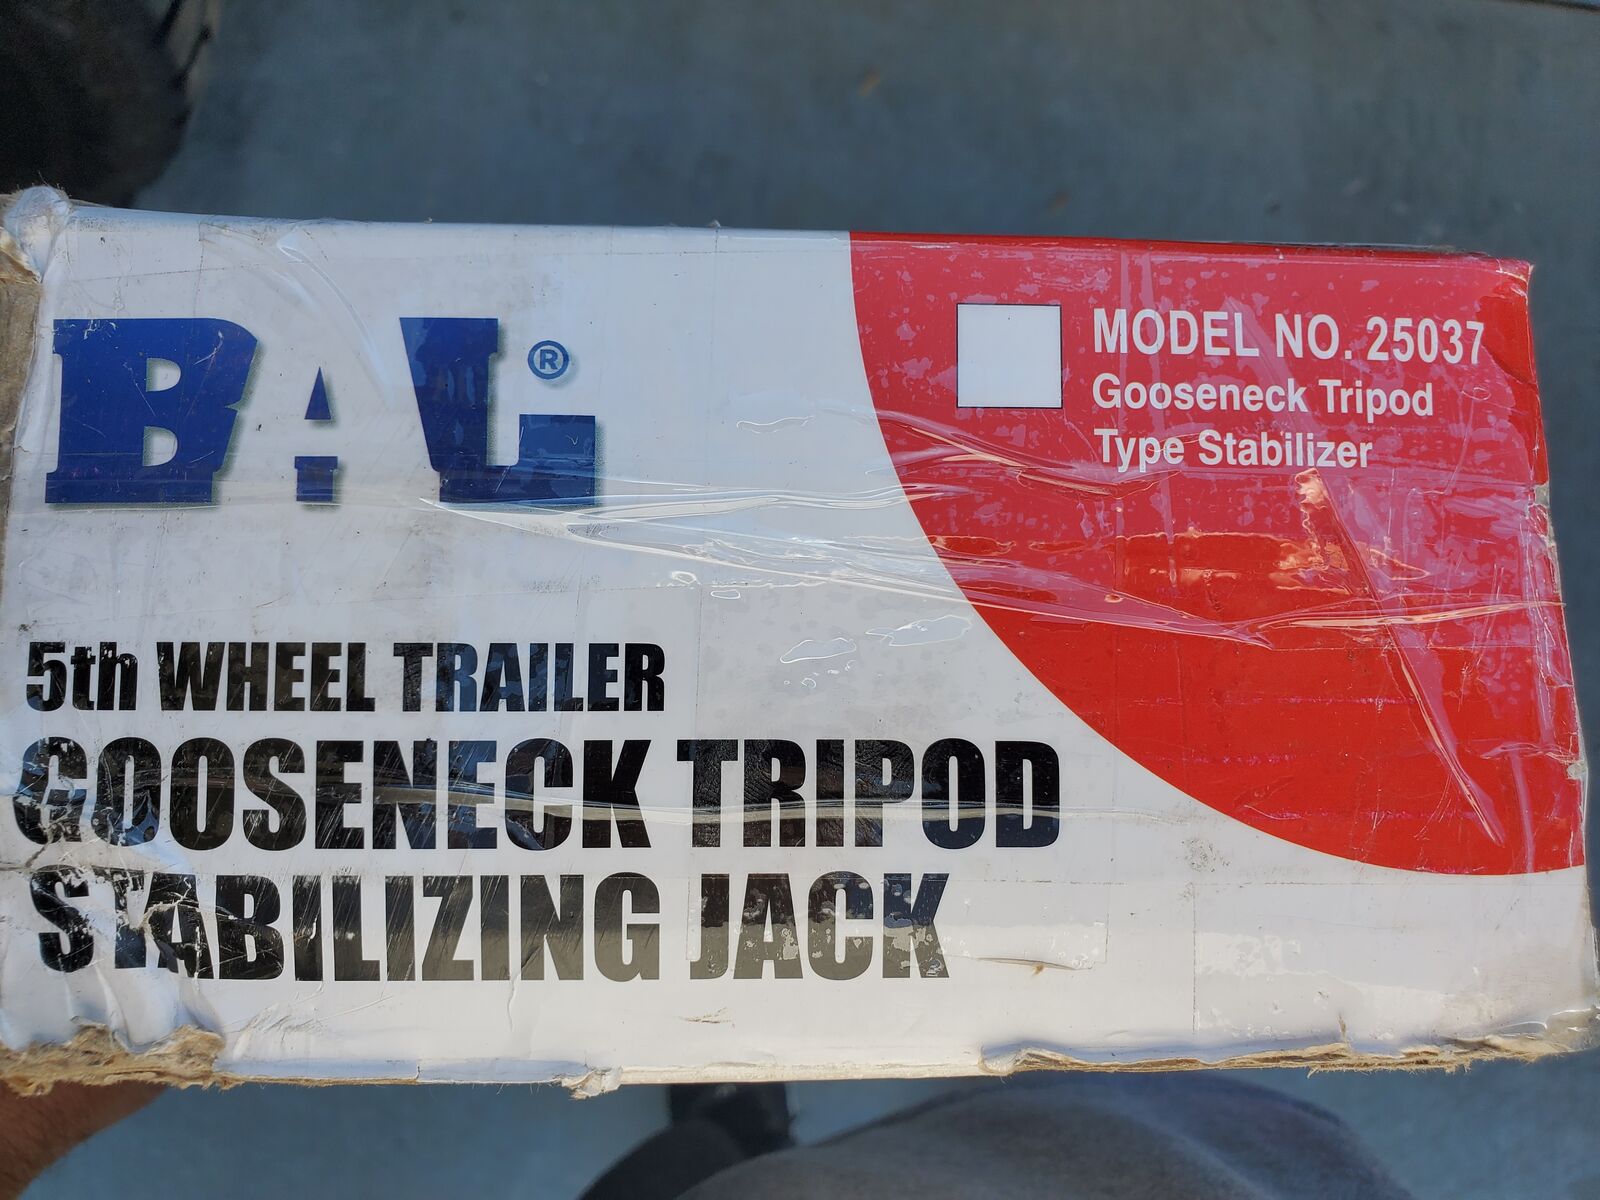 BAL®
5th WHEEL TRAILER
GOOSENECK TRIPOD
STABILIZING JACK
MODEL NO. 25037
Gooseneck Tripod
Type Stabilizer